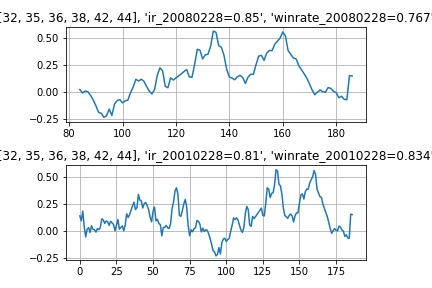 [32, 35, 36, 38, 42, 44], 'ir_20080228=0.85', 'winrate_20080228=0.767'
0.50
0.25
0.00
−0.25
80 100 120 140 160 180
[32, 35, 36, 38, 42, 44], 'ir_20010228=0.81', 'winrate_20010228=0.834'
0.50
0.25
0.00
−0.25
0 25 50 75 100 125 150 175